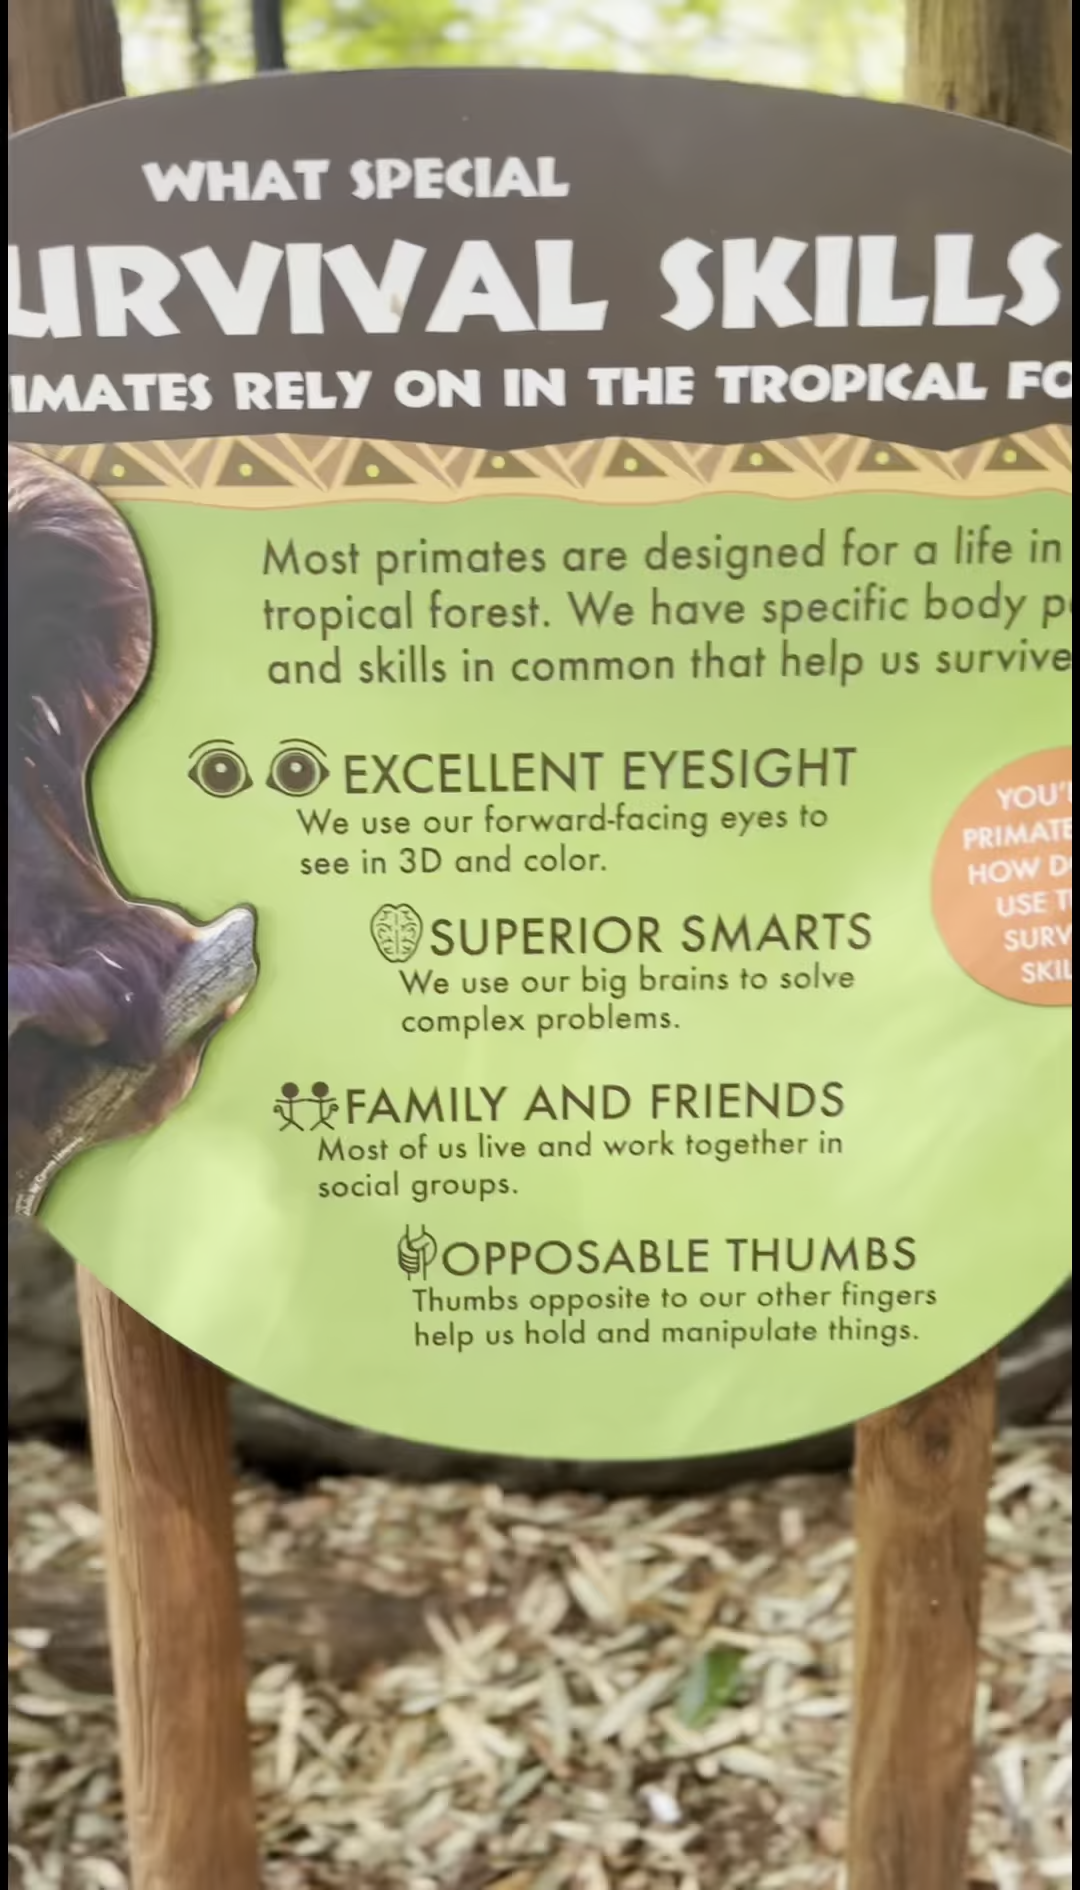 WHAT SPECIAL
URVIVAL SKILLS
IMATES RELY ON IN THE TROPICAL FO
Most primates are designed for a life in
tropical forest. We have specific body p
and skills in common that help us survive
EXCELLENT EYESIGHT
We use our forward-facing eyes to
see in 3D and color.
SUPERIOR SMARTS
We use our big brains to solve
complex problems.
FAMILY AND FRIENDS
Most of us live and work together in
social groups.
OPPOSABLE THUMBS
Thumbs opposite to our other fingers
help us hold and manipulate things.
YOU'
PRIMATE
HOW D
USE T
SURV
SKIL